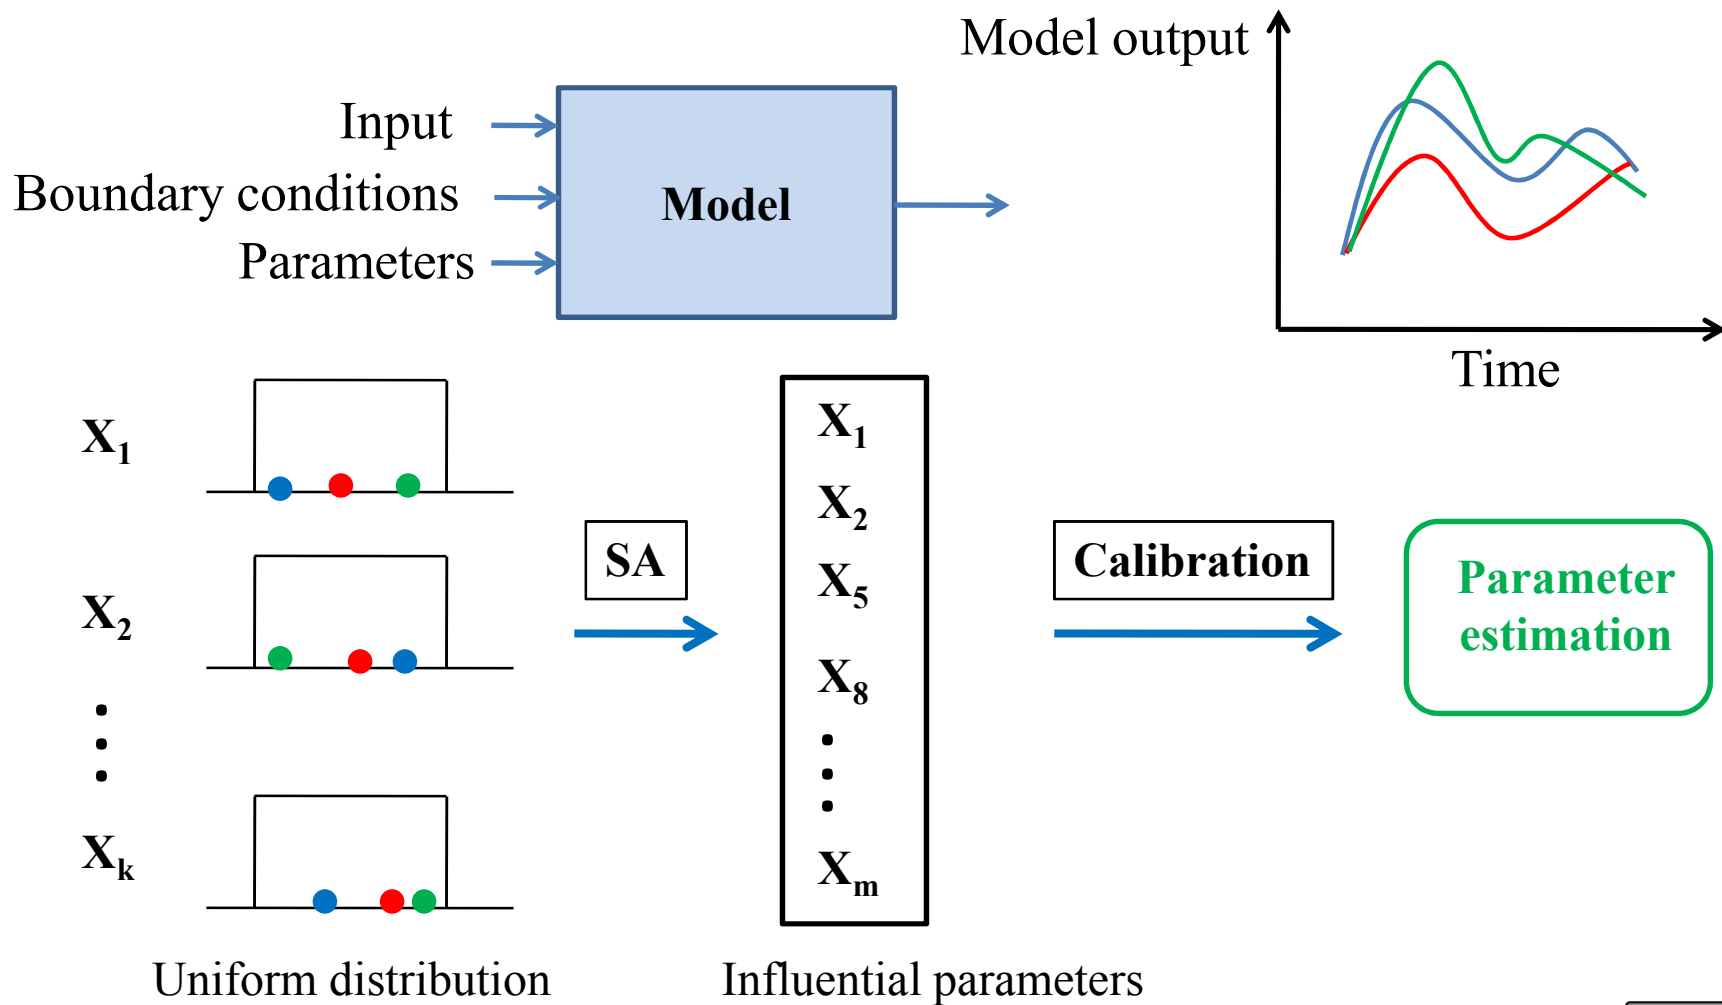 Model output
Input
Boundary conditions
Parameters
Model
Time
X1
X2
Xk
Uniform distribution
SA
X1
X2
X5
X8
Xm
Influential parameters
Calibration
Parameter
estimation